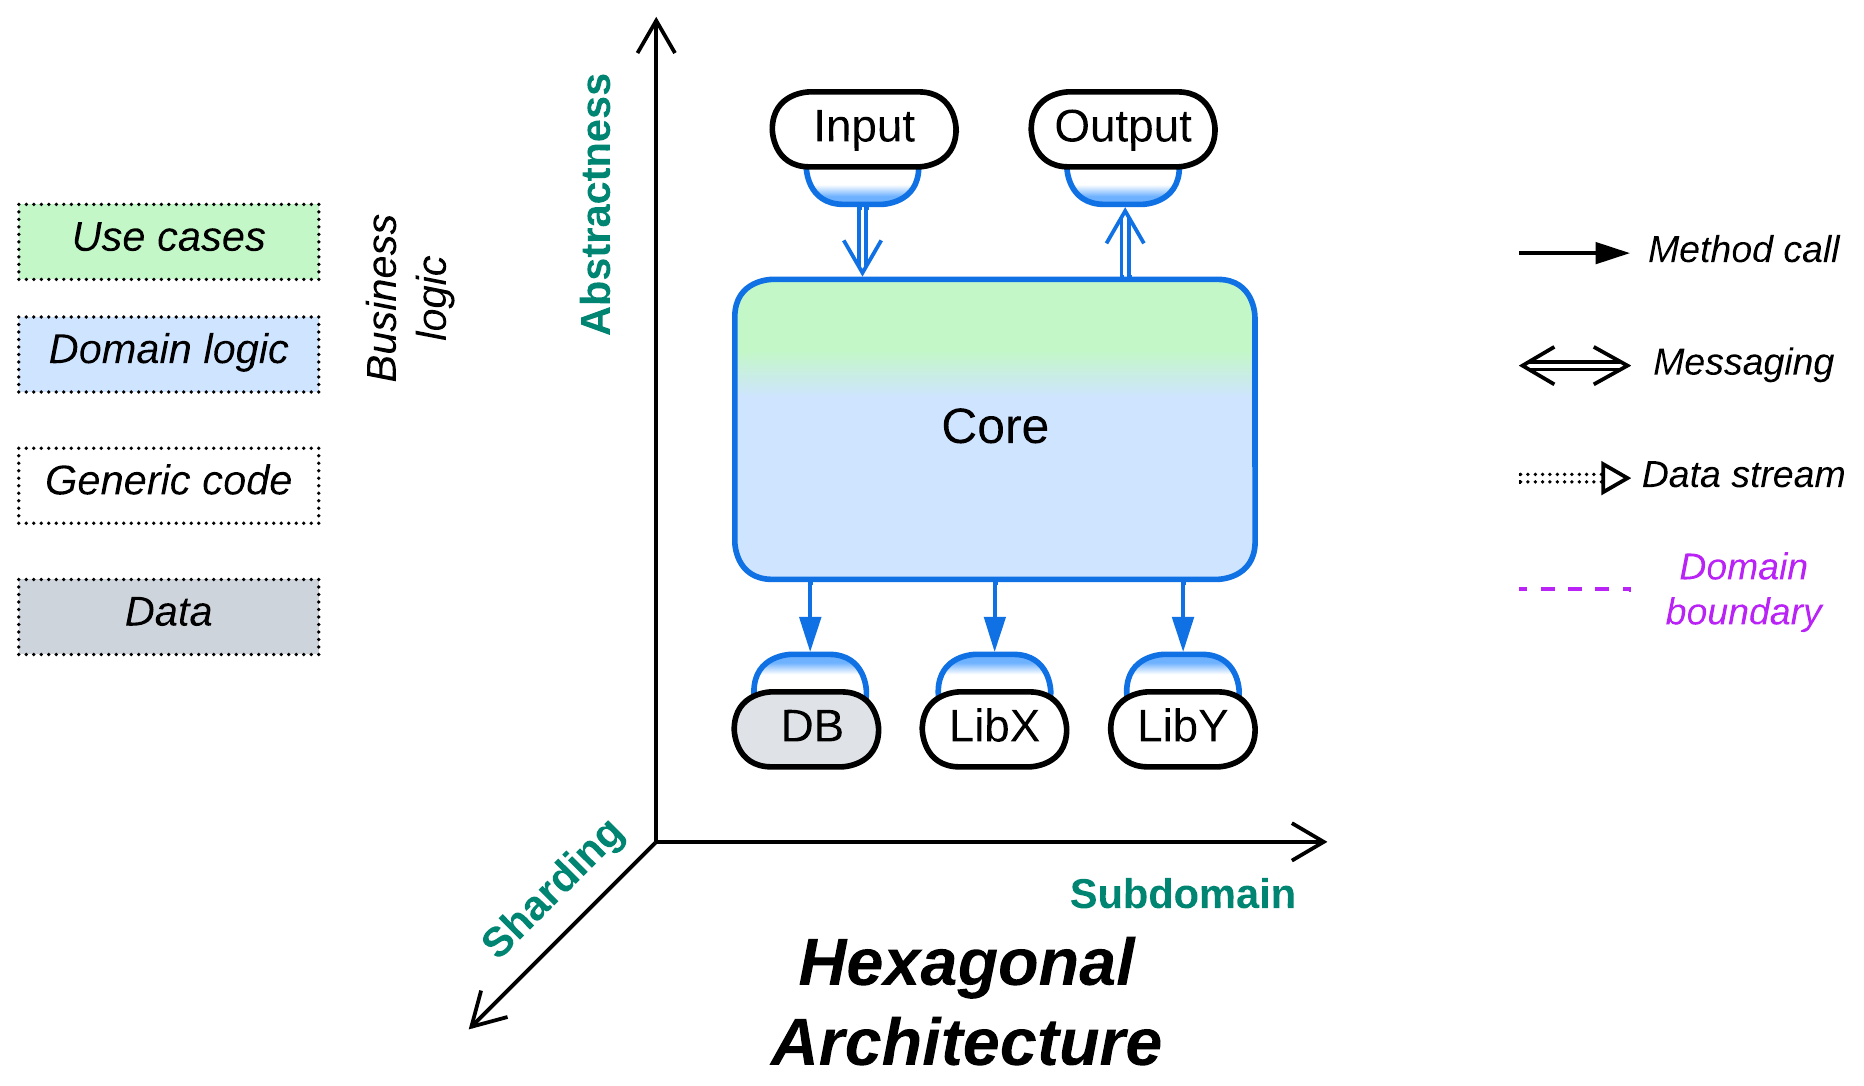 Use cases
Domain logic
Generic code
Data
Business
logic
Abstractness
Input
Output
Core
DB
LibX
LibY
Sharding
Subdomain
Hexagonal
Architecture
Method call
Messaging
Data stream
Domain
boundary